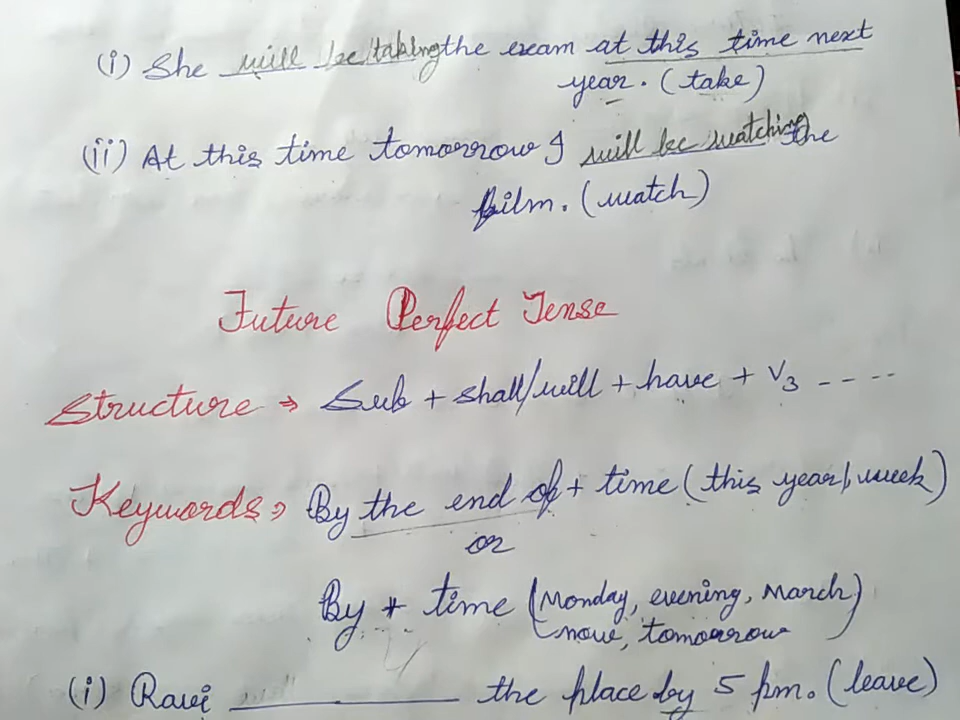 (i) She will be taking the exam at this time next
year. (take)
(ii) At this time tomorrow I will be watching the
film. (watch)
Future Perfect Tense
Structure → Sub + shall/will + have + V3 ----
Keywords → By the end of + time (this year/week)
or
By + time (Monday, evening, March)
now, tomorrow
(i) Ravi __________ the place by 5 pm. (leave)